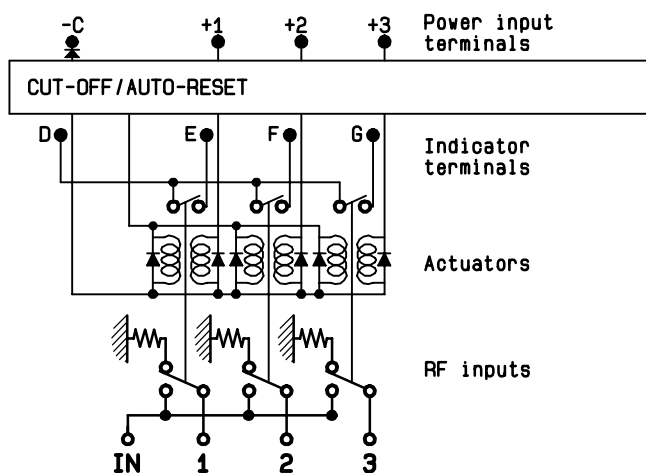 -C +1 +2 +3 Power input
terminals
CUT-OFF/AUTO-RESET
D E F G Indicator
terminals
Actuators
RF inputs
IN 1 2 3